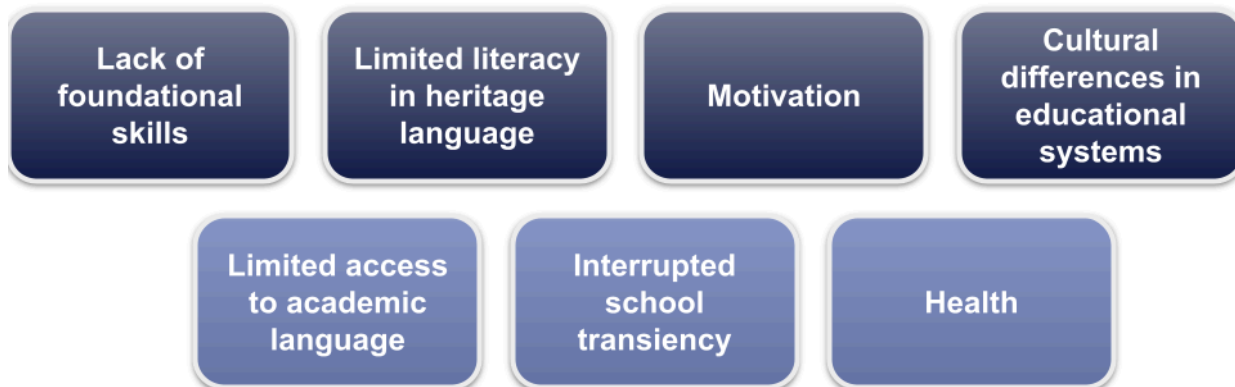 Lack of
foundational
skills
Limited literacy
in heritage
language
Motivation
Cultural
differences in
educational
systems
Limited access
to academic
language
Interrupted
school
transiency
Health